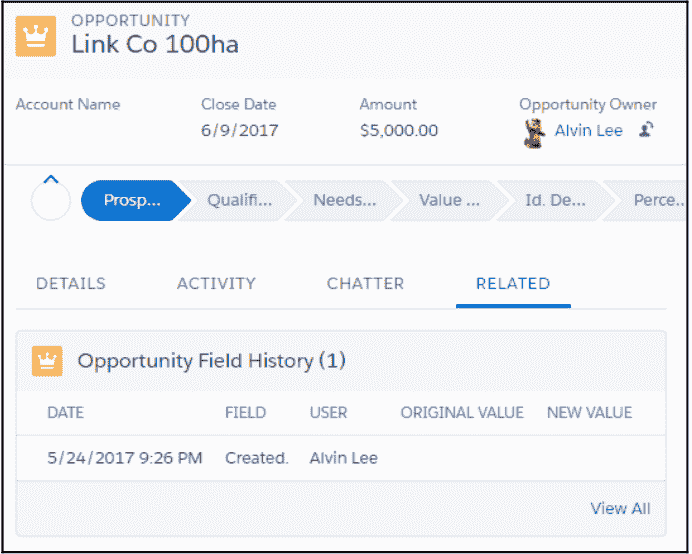 OPPORTUNITY
Link Co 100ha
Account Name Close Date Amount Opportunity Owner
6/9/2017 $5,000.00 Alvin Lee
Prosp... Qualifi... Needs... Value ... Id. De... Perce..
DETAILS ACTIVITY CHATTER RELATED
Opportunity Field History (1)
DATE FIELD USER ORIGINAL VALUE NEW VALUE
5/24/2017 9:26 PM Created. Alvin Lee
View All